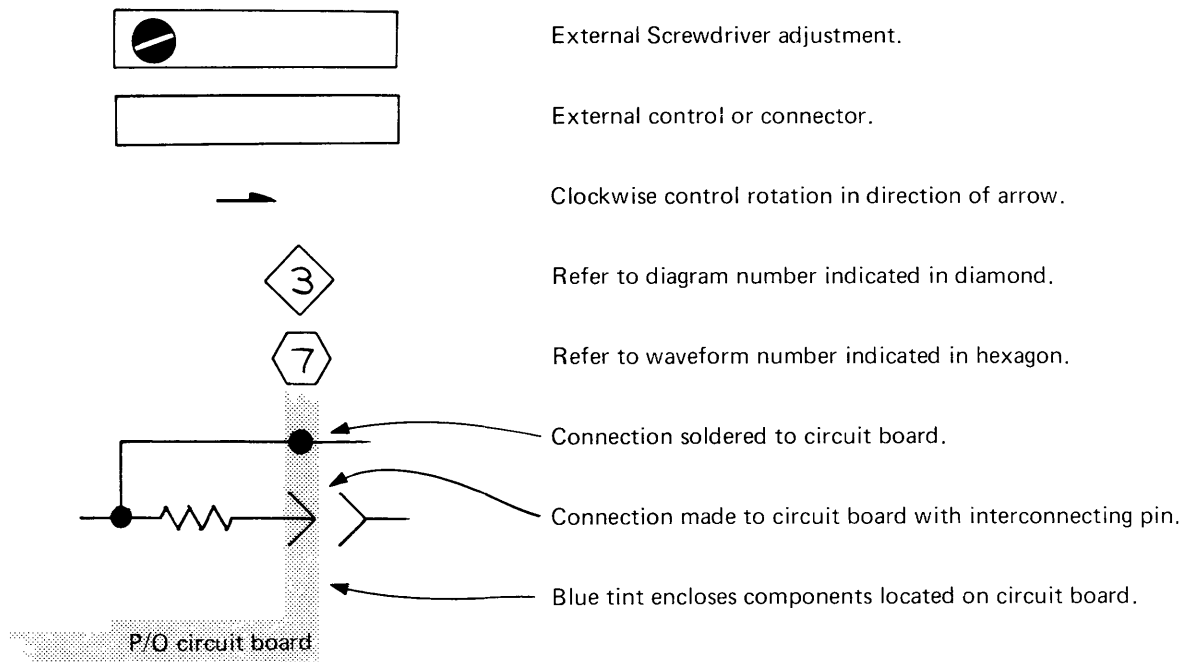 External Screwdriver adjustment.
External control or connector.
Clockwise control rotation in direction of arrow.
3
Refer to diagram number indicated in diamond.
7
Refer to waveform number indicated in hexagon.
Connection soldered to circuit board.
Connection made to circuit board with interconnecting pin.
Blue tint encloses components located on circuit board.
P/O circuit board